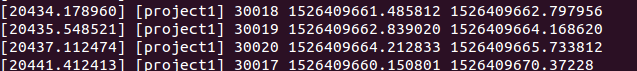 [20434.178960] [project1] 30018 1526409661.485812 1526409662.797956
[20435.548521] [project1] 30019 1526409662.839020 1526409664.168620
[20437.112474] [project1] 30020 1526409664.212833 1526409665.733812
[20441.412413] [project1] 30017 1526409660.150801 1526409670.37228